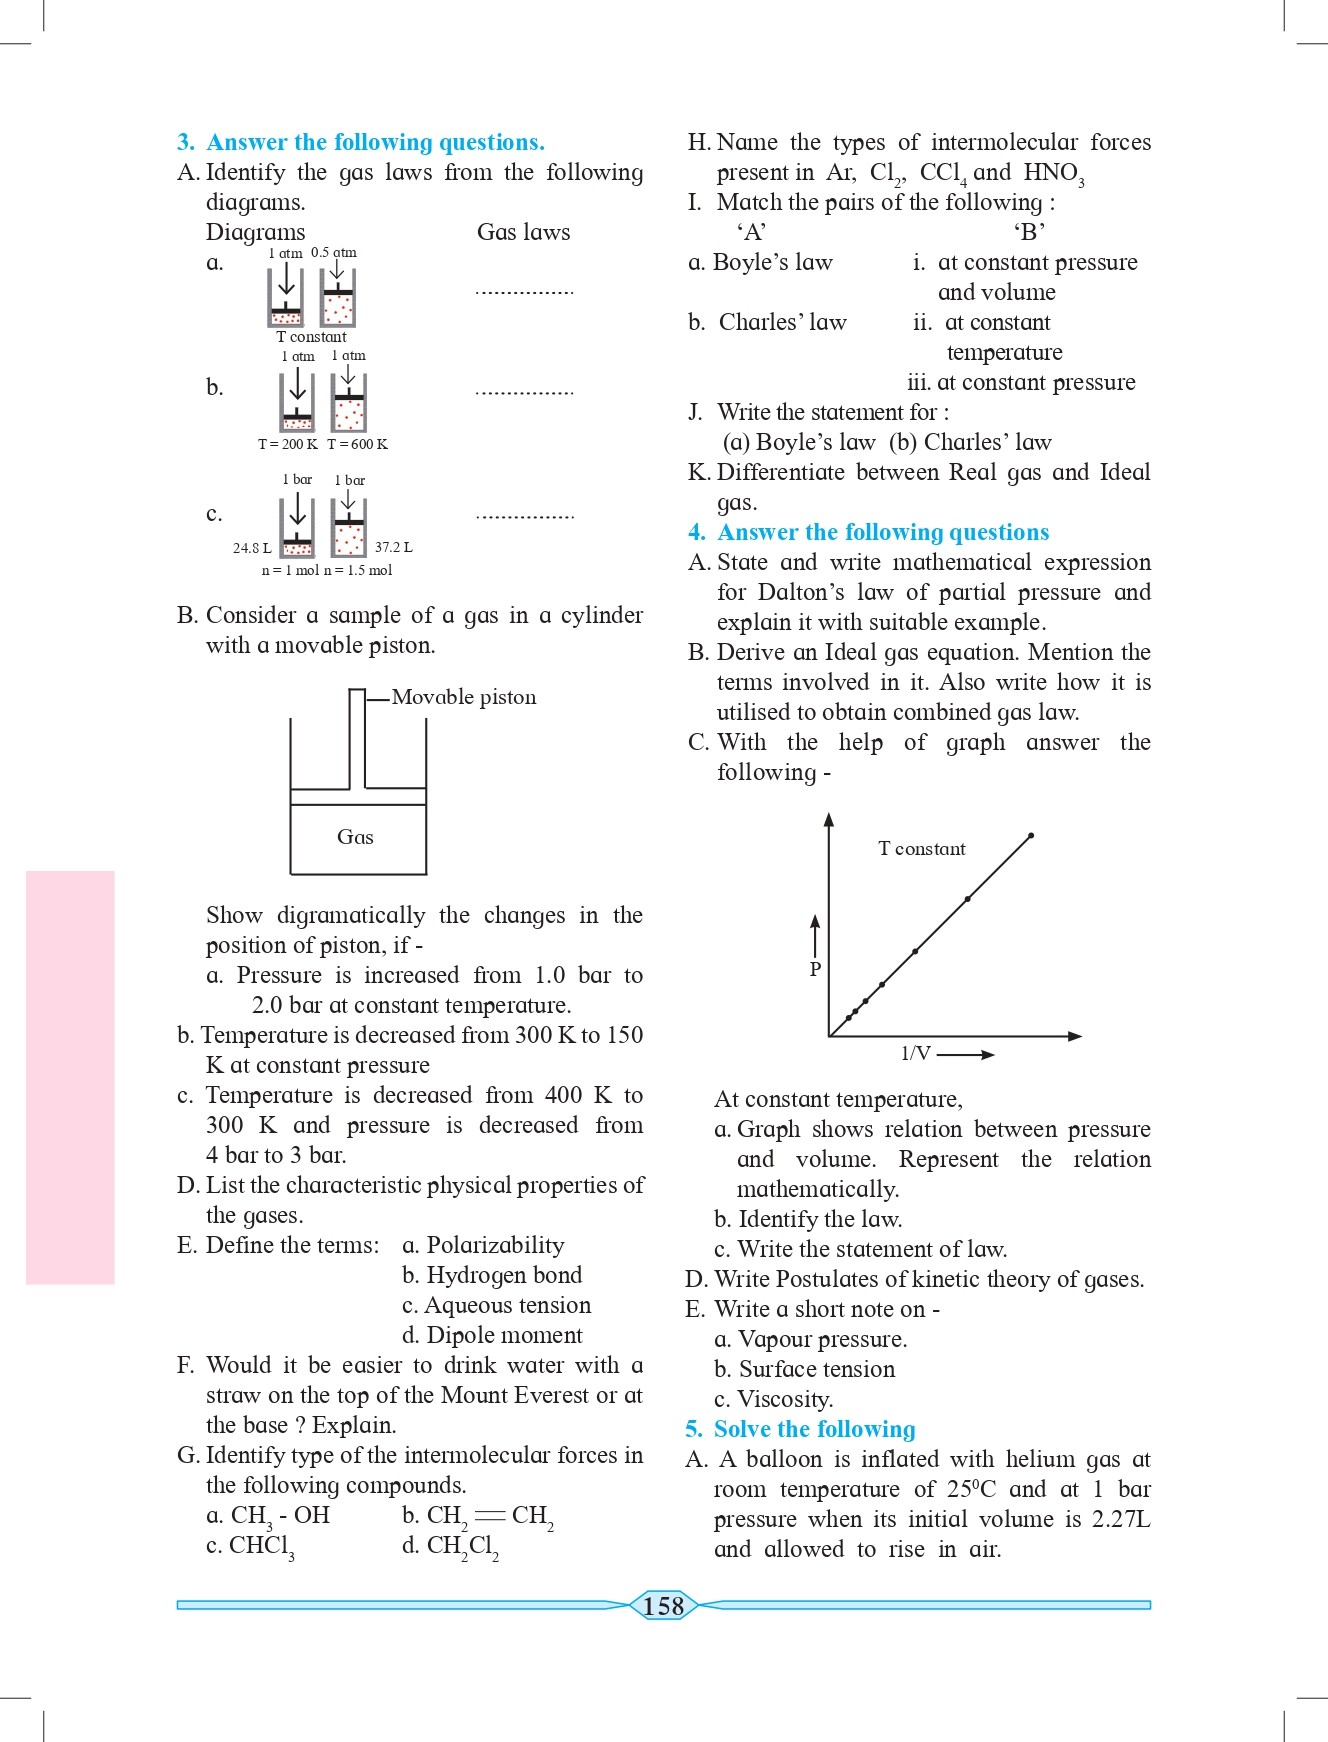 3. Answer the following questions.
A. Identify the gas laws from the following
diagrams.
Diagrams Gas laws
1 atm 0.5 atm
a. ................
T constant
1 atm 1 atm
b. ................
T = 200 K T = 600 K
1 bar 1 bar
c. ................
24.8 L 37.2 L
n = 1 mol n = 1.5 mol
B. Consider a sample of a gas in a cylinder
with a movable piston.
Movable piston
Gas
Show digramatically the changes in the
position of piston, if -
a. Pressure is increased from 1.0 bar to
2.0 bar at constant temperature.
b. Temperature is decreased from 300 K to 150
K at constant pressure
c. Temperature is decreased from 400 K to
300 K and pressure is decreased from
4 bar to 3 bar.
D. List the characteristic physical properties of
the gases.
E. Define the terms: a. Polarizability
b. Hydrogen bond
c. Aqueous tension
d. Dipole moment
F. Would it be easier to drink water with a
straw on the top of the Mount Everest or at
the base ? Explain.
G. Identify type of the intermolecular forces in
the following compounds.
a. CH₃ - OH b. CH₂ ═ CH₂
c. CHCl₃ d. CH₂Cl₂
H. Name the types of intermolecular forces
present in Ar, Cl₂, CCl₄ and HNO₃
I. Match the pairs of the following :
‘A’ ‘B’
a. Boyle’s law i. at constant pressure
and volume
b. Charles’ law ii. at constant
temperature
iii. at constant pressure
J. Write the statement for :
(a) Boyle’s law (b) Charles’ law
K. Differentiate between Real gas and Ideal
gas.
4. Answer the following questions
A. State and write mathematical expression
for Dalton’s law of partial pressure and
explain it with suitable example.
B. Derive an Ideal gas equation. Mention the
terms involved in it. Also write how it is
utilised to obtain combined gas law.
C. With the help of graph answer the
following -
T constant
P
1/V
At constant temperature,
a. Graph shows relation between pressure
and volume. Represent the relation
mathematically.
b. Identify the law.
c. Write the statement of law.
D. Write Postulates of kinetic theory of gases.
E. Write a short note on -
a. Vapour pressure.
b. Surface tension
c. Viscosity.
5. Solve the following
A. A balloon is inflated with helium gas at
room temperature of 25⁰C and at 1 bar
pressure when its initial volume is 2.27L
and allowed to rise in air.
158